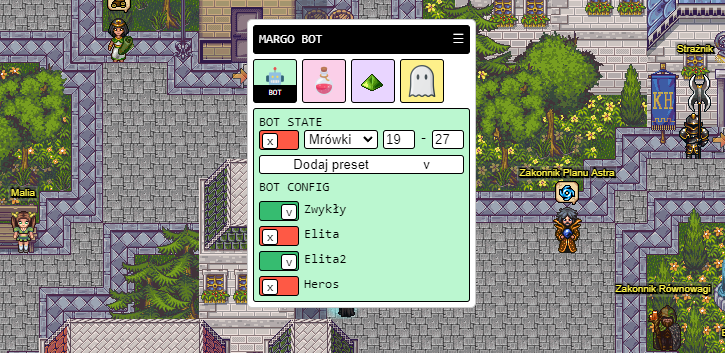 MARGO BOT ☰
BOT
BOT STATE
x Mrówki 19 - 27
Dodaj preset v
BOT CONFIG
v Zwykły
x Elita
v Elita2
x Heros
Strażnik
KH
Zakonnik Planu Astra
Malia
Zakonnik Równowagi